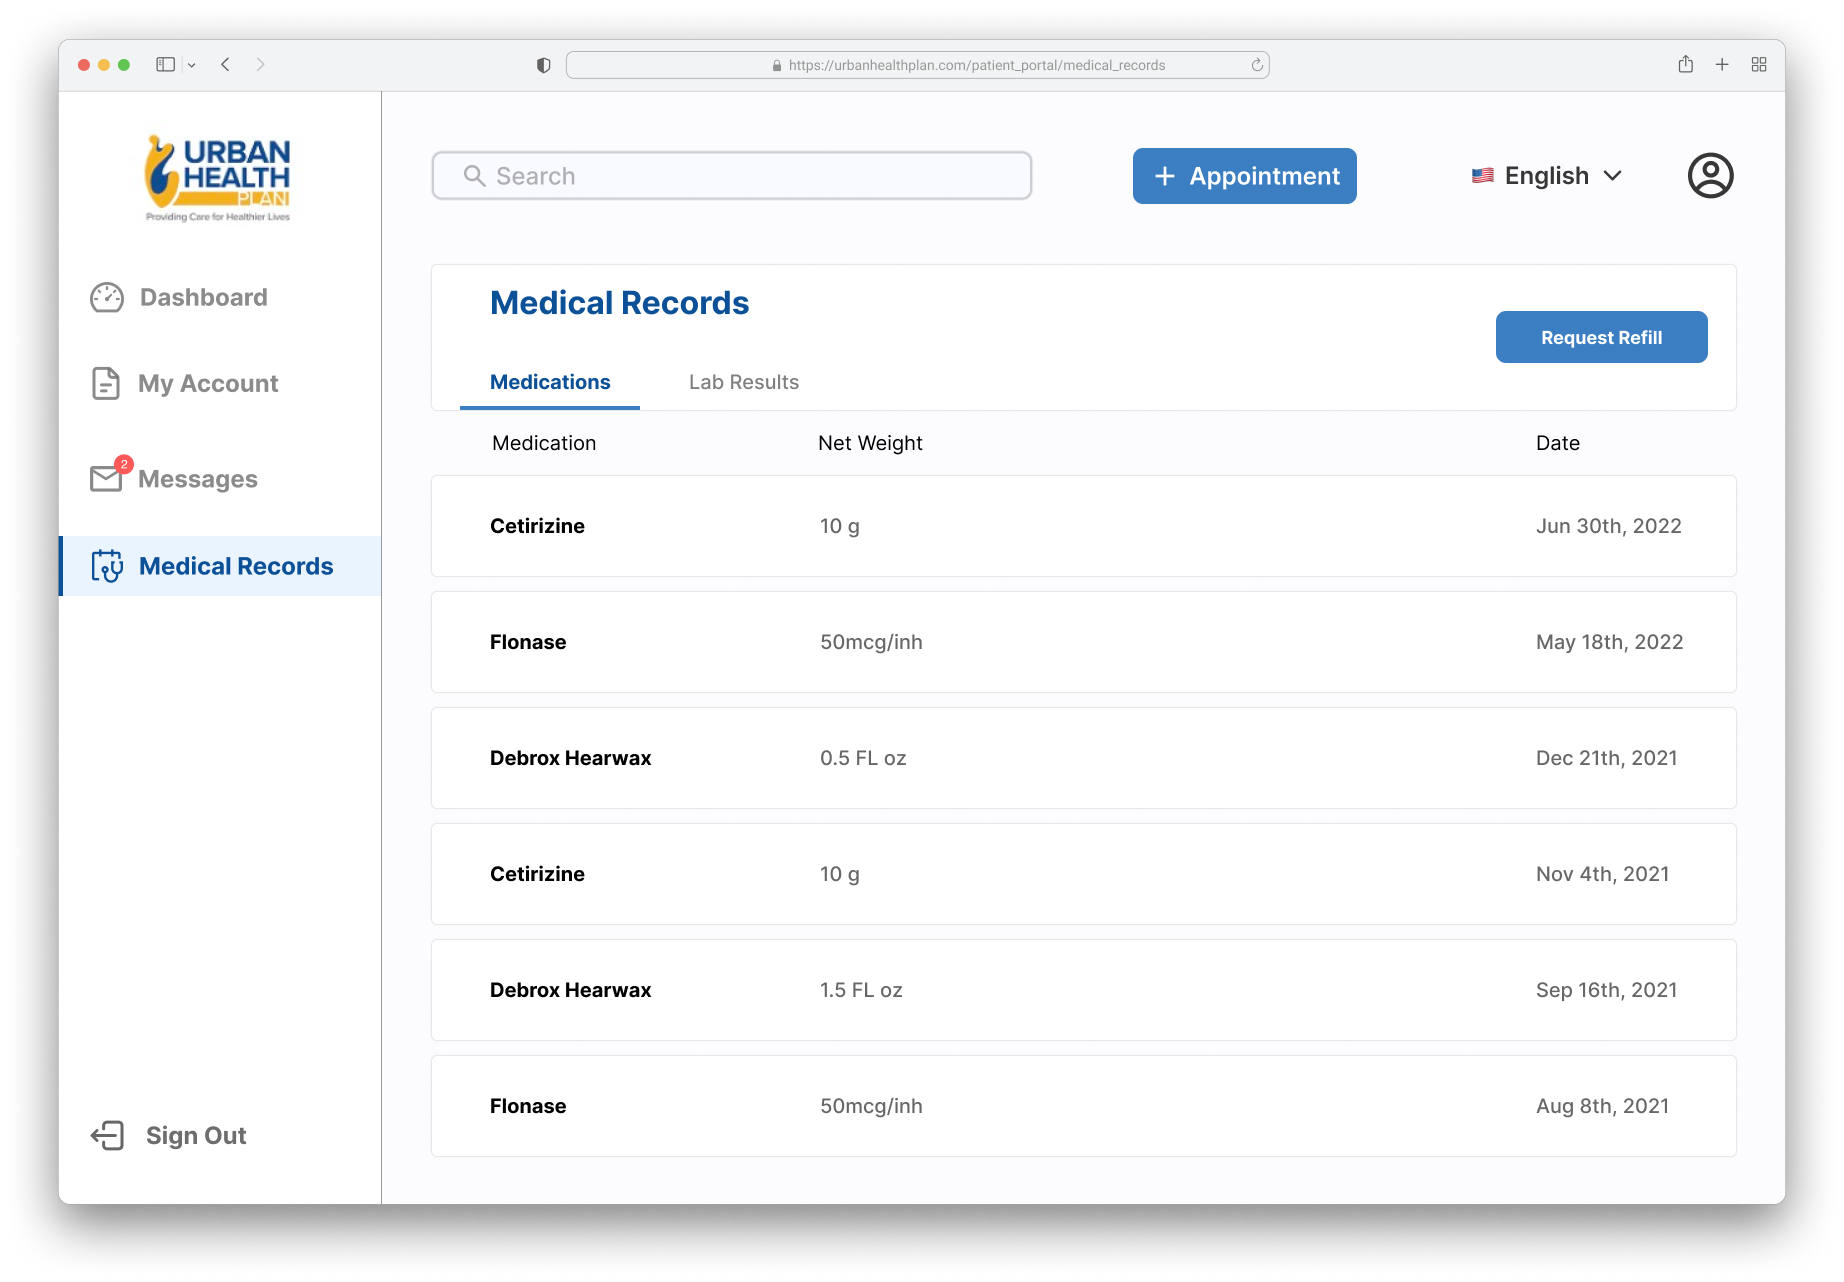 https://urbanhealthplan.com/patient_portal/medical_records
URBAN
HEALTH
PLAN
Providing Care for Healthier Lives
Search
+ Appointment
English
Dashboard
My Account
2
Messages
Medical Records
Sign Out
Medical Records
Request Refill
Medications Lab Results
Medication Net Weight Date
Cetirizine 10 g Jun 30th, 2022
Flonase 50mcg/inh May 18th, 2022
Debrox Hearwax 0.5 FL oz Dec 21th, 2021
Cetirizine 10 g Nov 4th, 2021
Debrox Hearwax 1.5 FL oz Sep 16th, 2021
Flonase 50mcg/inh Aug 8th, 2021